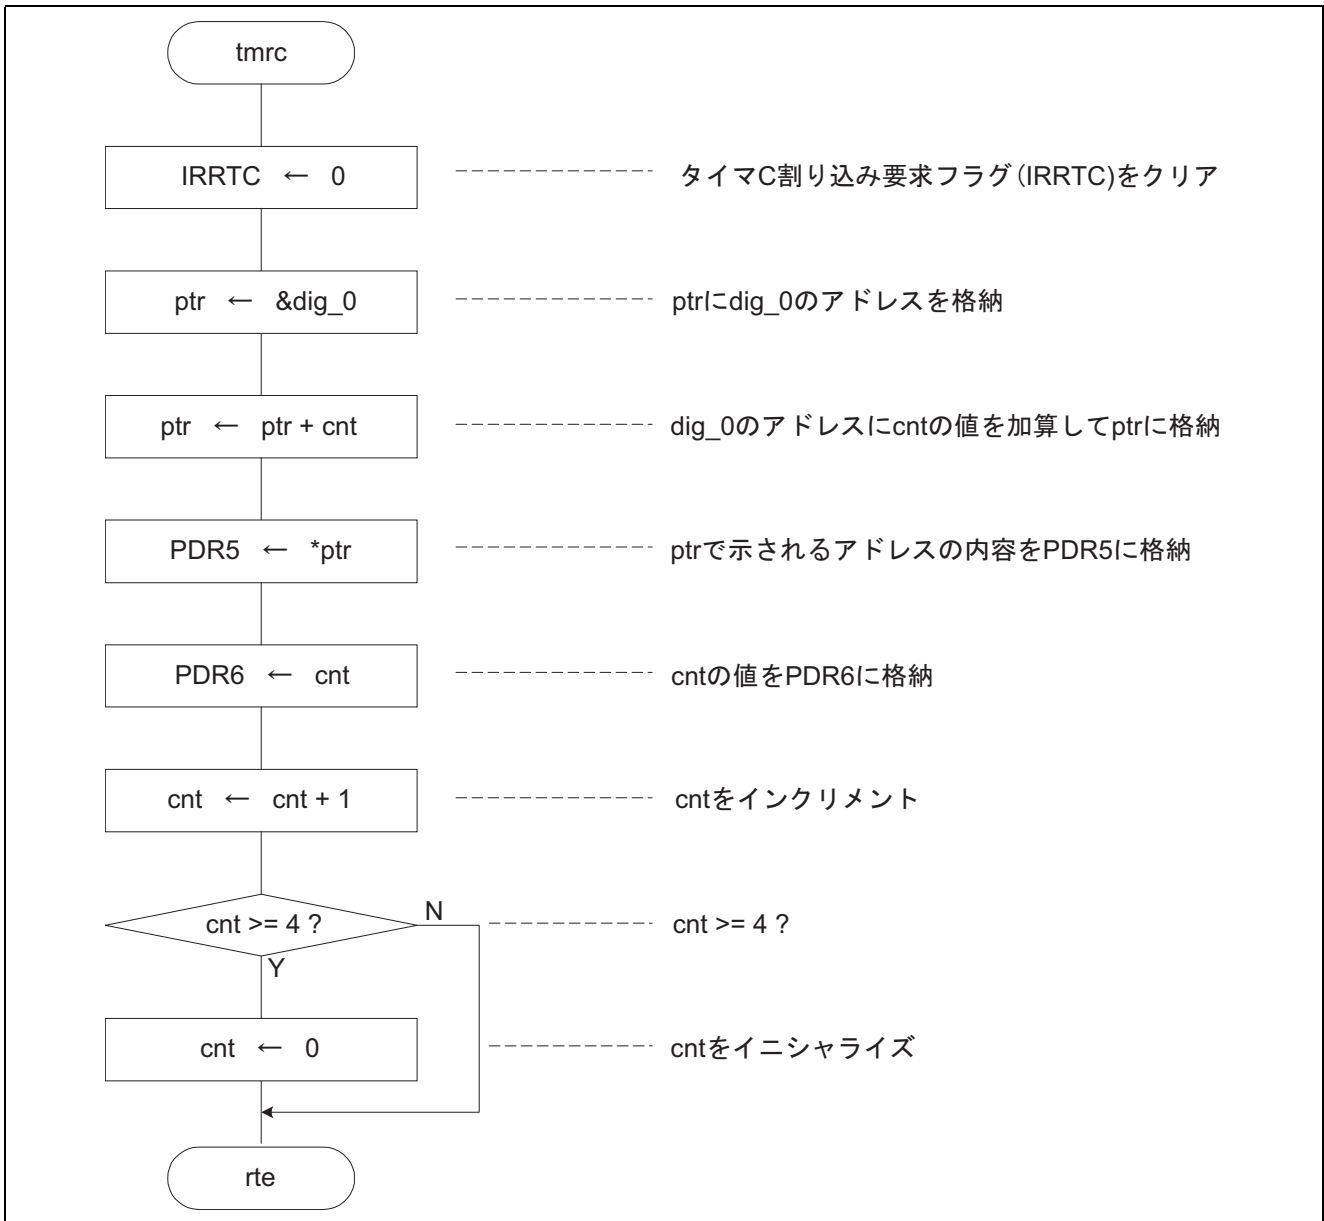 tmrc
IRRTC ← 0
タイマC割り込み要求フラグ(IRRTC)をクリア
ptr ← &dig_0
ptrにdig_0のアドレスを格納
ptr ← ptr + cnt
dig_0のアドレスにcntの値を加算してptrに格納
PDR5 ← *ptr
ptrで示されるアドレスの内容をPDR5に格納
PDR6 ← cnt
cntの値をPDR6に格納
cnt ← cnt + 1
cntをインクリメント
cnt >= 4 ?
N
cnt >= 4 ?
Y
cnt ← 0
cntをイニシャライズ
rte